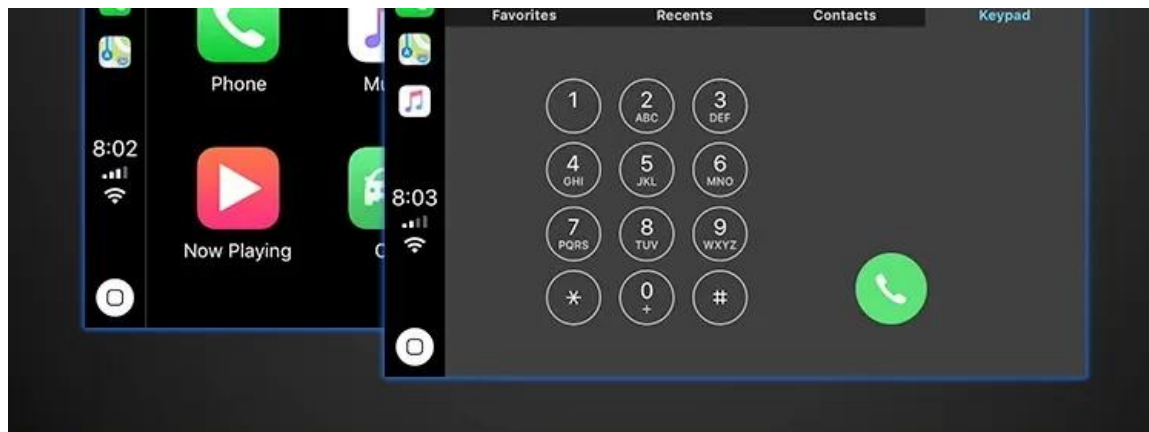 Phone
Mu
8:02
Now Playing
Favorites Recents Contacts Keypad
8:03
1 2 3
ABC DEF
4 5 6
GHI JKL MNO
7 8 9
PQRS TUV WXYZ
* 0 #
+